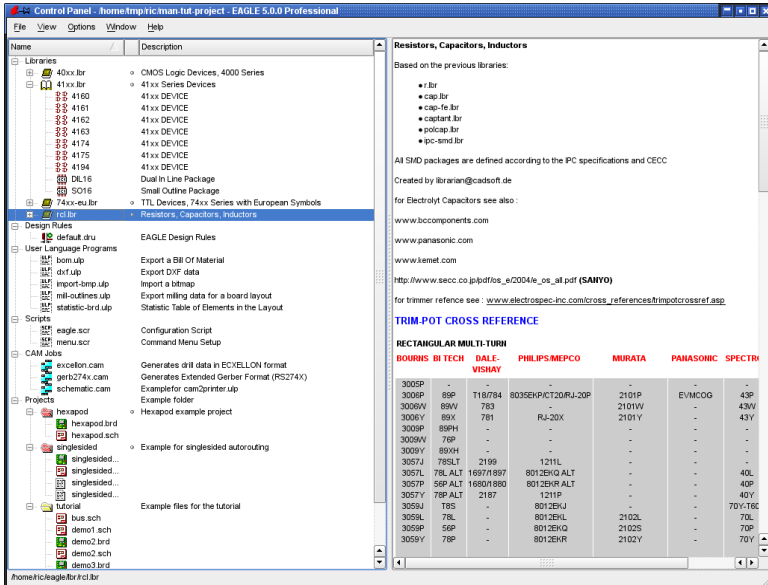 Control Panel - /home/tmp/ric/man-tut-project - EAGLE 5.0.0 Professional
File View Options Window Help
Name Description
Libraries
40xx.lbr CMOS Logic Devices, 4000 Series
41xx.lbr 41xx Series Devices
4160 41xx DEVICE
4161 41xx DEVICE
4162 41xx DEVICE
4163 41xx DEVICE
4174 41xx DEVICE
4175 41xx DEVICE
4194 41xx DEVICE
DIL16 Dual In Line Package
SO16 Small Outline Package
74xx-eu.lbr TTL Devices, 74xx Series with European Symbols
rcl.lbr Resistors, Capacitors, Inductors
Design Rules
default.dru EAGLE Design Rules
User Language Programs
bom.ulp Export a Bill Of Material
dxf.ulp Export DXF data
import-bmp.ulp Import a bitmap
mill-outlines.ulp Export milling data for a board layout
statistic-brd.ulp Statistic Table of Elements in the Layout
Scripts
eagle.scr Configuration Script
menu.scr Command Menu Setup
CAM Jobs
excellon.cam Generates drill data in ECXELLON format
gerb274x.cam Generates Extended Gerber Format (RS274X)
schematic.cam Examplefor cam2printer.ulp
Projects Example folder
hexapod Hexapod example project
hexapod.brd
hexapod.sch
singlesided Example for singlesided autorouting
singlesided...
singlesided...
singlesided...
singlesided...
tutorial Example files for the tutorial
bus.sch
demo1.sch
demo2.brd
demo2.sch
demo3.brd
Resistors, Capacitors, Inductors
Based on the previous libraries:
• r.lbr
• cap.lbr
• cap-fe.lbr
• captant.lbr
• polcap.lbr
• ipc-smd.lbr
All SMD packages are defined according to the IPC specifications and CECC
Created by librarian@cadsoft.de
for Electrolyt Capacitors see also :
www.bccomponents.com
www.panasonic.com
www.kemet.com
http://www.secc.co.jp/pdf/os_e/2004/e_os_all.pdf (SANYO)
for trimmer refence see : www.electrospec-inc.com/cross_references/trimpotcrossref.asp
TRIM-POT CROSS REFERENCE
RECTANGULAR MULTI-TURN
BOURNS BI TECH DALE-VISHAY PHILIPS/MEPCO MURATA PANASONIC SPECTRO
3005P - - - - - -
3006P 89P T18/784 8035EKP/CT20/RJ-20P 2101P EVMCOG 43P
3006W 89W 783 - 2101W - 43W
3006Y 89X 781 RJ-20X 2101Y - 43Y
3009P 89PH - - - - -
3009W 76P - - - - -
3009Y 89XH - - - - -
3057J 78SLT 2199 1211L - - -
3057L 78L ALT 1697/1897 8012EKQ ALT - - 40L
3057P 56P ALT 1680/1880 8012EKR ALT - - 40P
3057Y 78P ALT 2187 1211P - - 40Y
3059J T8S - 8012EKJ - - 70Y-T60
3059L 78L - 8012EKL 2102L - 70L
3059P 56P - 8012EKQ 2102S - 70P
3059Y 78P - 8012EKR 2102Y - 70Y
/home/ric/eagle/lbr/rcl.lbr